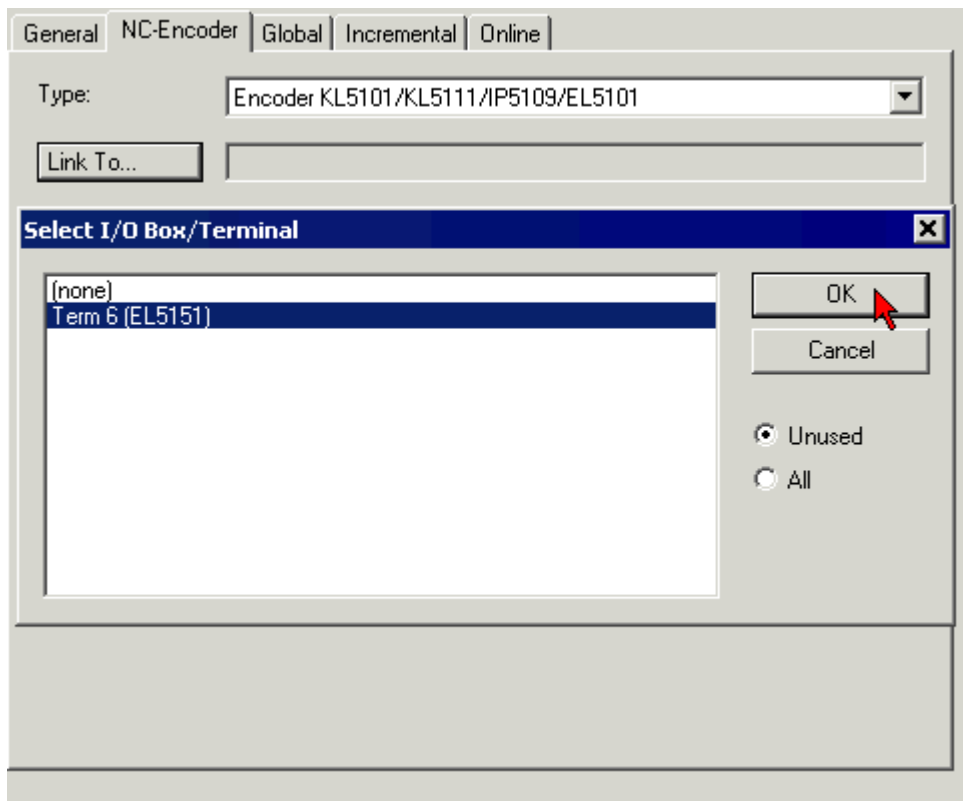 General NC-Encoder Global Incremental Online
Type: Encoder KL5101/KL5111/IP5109/EL5101
Link To...
Select I/O Box/Terminal
(none)
Term 6 (EL5151)
OK
Cancel
Unused
All